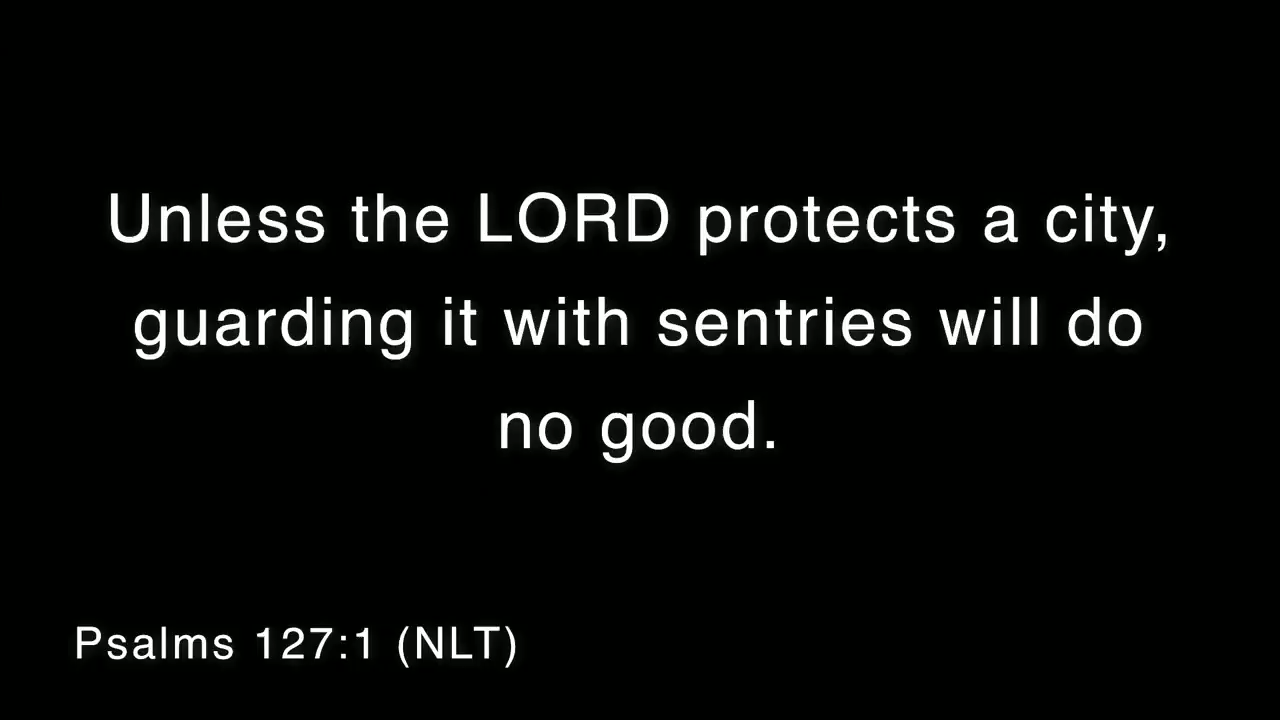 Unless the LORD protects a city,
guarding it with sentries will do
no good.
Psalms 127:1 (NLT)